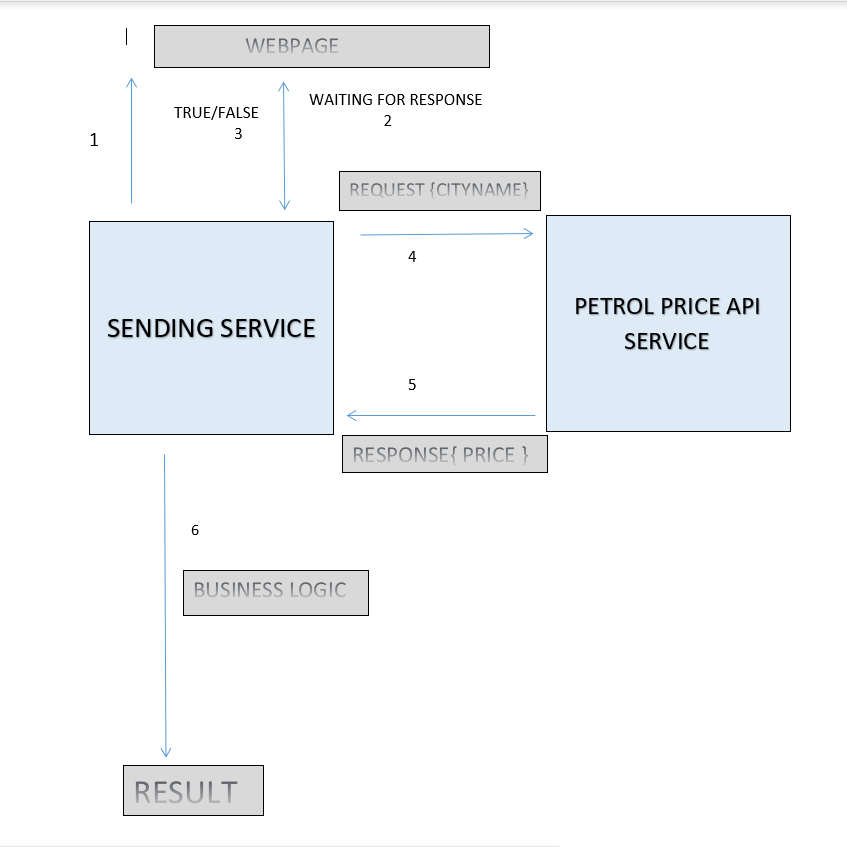 WEBPAGE
WAITING FOR RESPONSE
2
TRUE/FALSE
3
1
REQUEST {CITYNAME}
4
SENDING SERVICE
PETROL PRICE API
SERVICE
5
RESPONSE{ PRICE }
6
BUSINESS LOGIC
RESULT